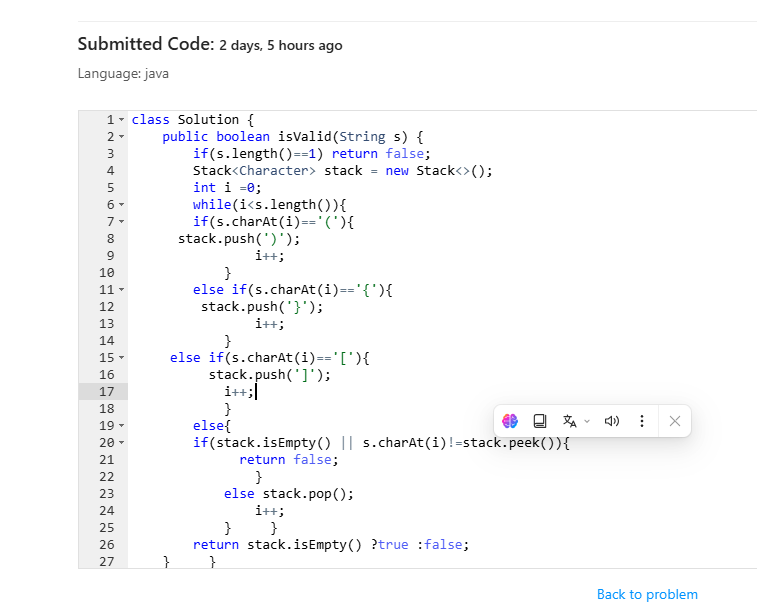 Submitted Code: 2 days, 5 hours ago
Language: java
1 class Solution {
2 public boolean isValid(String s) {
3 if(s.length()==1) return false;
4 Stack<Character> stack = new Stack<>();
5 int i =0;
6 while(i<s.length()){
7 if(s.charAt(i)=='('){
8 stack.push(')');
9 i++;
10 }
11 else if(s.charAt(i)=='{'){
12 stack.push('}');
13 i++;
14 }
15 else if(s.charAt(i)=='['){
16 stack.push(']');
17 i++;
18 }
19 else{
20 if(stack.isEmpty() || s.charAt(i)!=stack.peek()){
21 return false;
22 }
23 else stack.pop();
24 i++;
25 } }
26 return stack.isEmpty() ?true :false;
27 } }
Back to problem